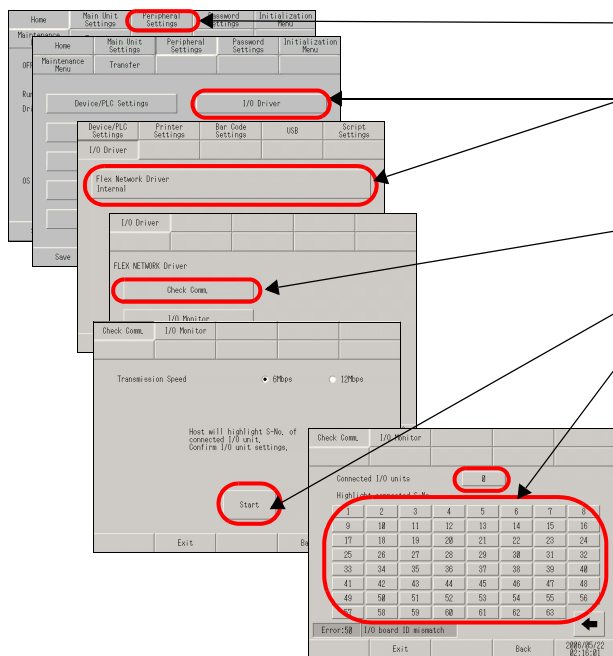 Home Main Unit Settings Peripheral Settings Password Settings Initialization Menu
Home Main Unit Settings Peripheral Settings Password Settings Initialization Menu
Maintenance Menu Transfer
Device/PLC Settings I/O Driver
OS
Save
Device/PLC Settings Printer Settings Bar Code Settings USB Script Settings
I/O Driver
Flex Network Driver
Internal
I/O Driver
FLEX NETWORK Driver
Check Comm.
I/O Monitor
Check Comm. I/O Monitor
Transmission Speed 6Mbps 12Mbps
Host will highlight S-No. of
connected I/O unit.
Confirm I/O unit settings.
Start
Exit
Check Comm. I/O Monitor
Connected I/O units 0
Highlight connected S-No.
1 2 3 4 5 6 7 8
9 10 11 12 13 14 15 16
17 18 19 20 21 22 23 24
25 26 27 28 29 30 31 32
33 34 35 36 37 38 39 40
41 42 43 44 45 46 47 48
49 50 51 52 53 54 55 56
57 58 59 60 61 62 63
Error:50 I/O board ID mismatch
Exit Back 2006/05/22
02:16:01